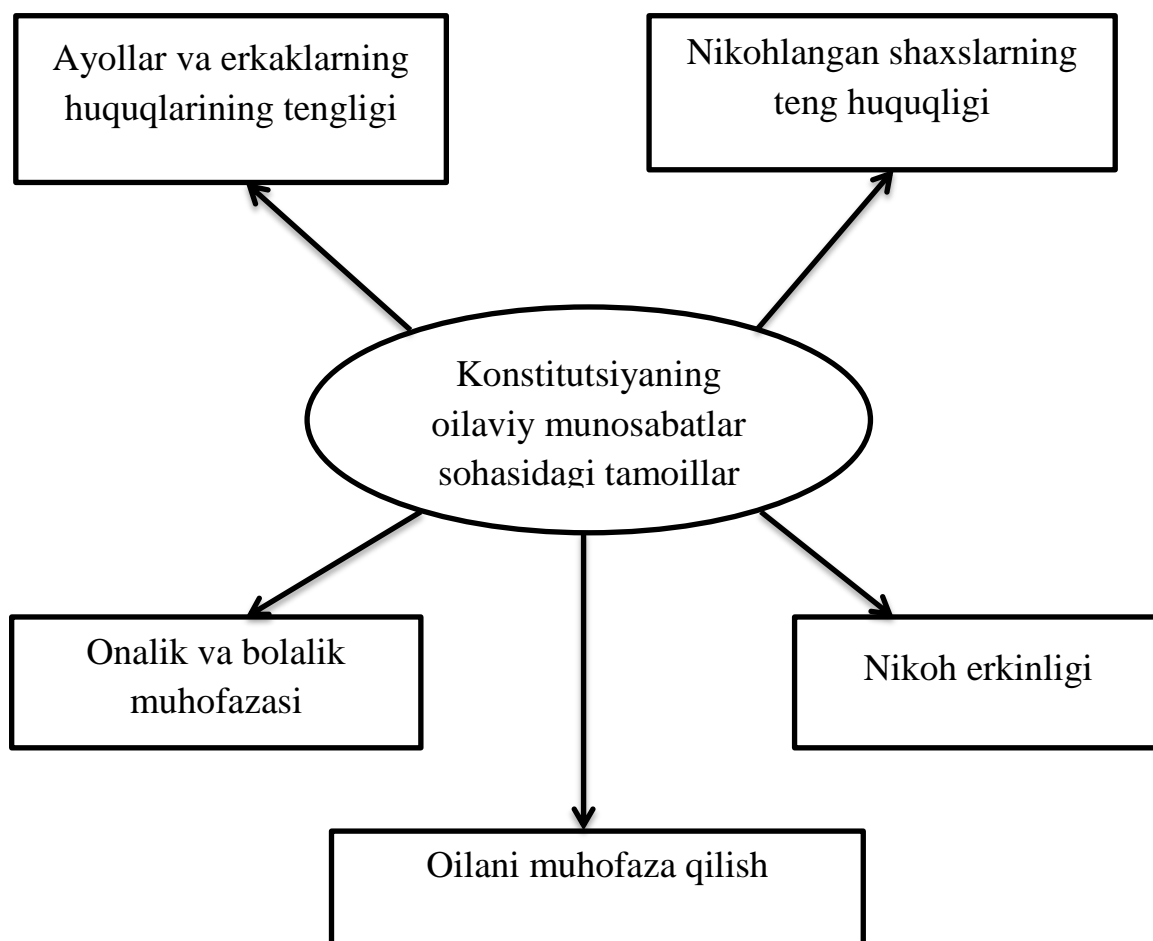 Ayollar va erkaklarning
huquqlarining tengligi
Nikohlangan shaxslarning
teng huquqligi
Konstitutsiyaning
oilaviy munosabatlar
sohasidagi tamoillar
Onalik va bolalik
muhofazasi
Nikoh erkinligi
Oilani muhofaza qilish